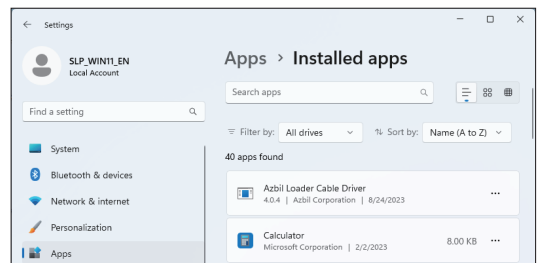 Settings
SLP_WIN11_EN
Local Account
Find a setting
System
Bluetooth & devices
Network & internet
Personalization
Apps
Apps > Installed apps
Search apps
Filter by: All drives Sort by: Name (A to Z)
40 apps found
Azbil Loader Cable Driver
4.0.4 | Azbil Corporation | 8/24/2023
Calculator
Microsoft Corporation | 2/2/2023
8.00 KB